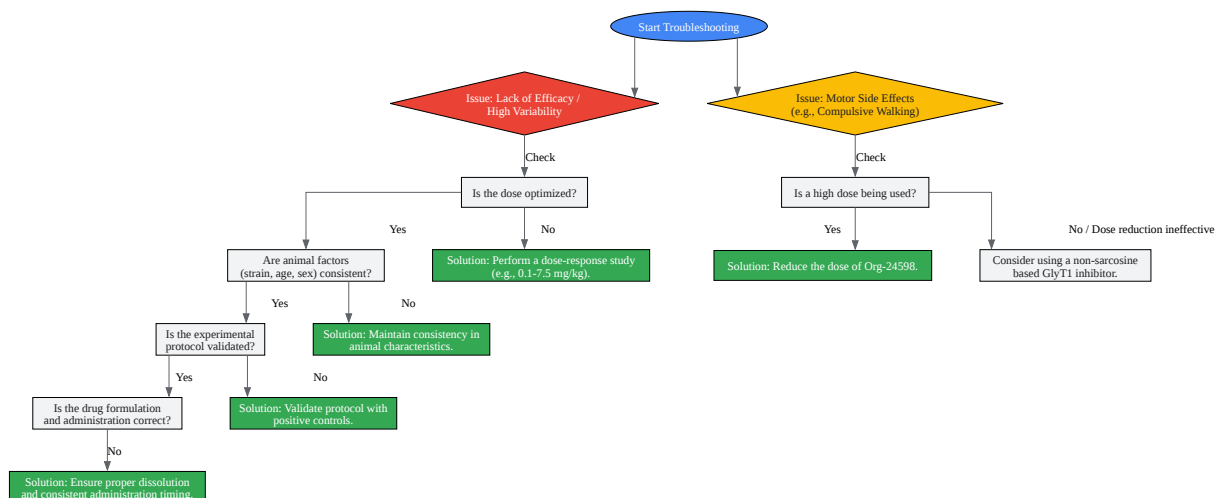 Start Troubleshooting
Issue: Lack of Efficacy /
High Variability
Issue: Motor Side Effects
(e.g., Compulsive Walking)
Check
Check
Is the dose optimized?
Is a high dose being used?
Yes
No
Yes
No / Dose reduction ineffective
Are animal factors
(strain, age, sex) consistent?
Solution: Perform a dose-response study
(e.g., 0.1-7.5 mg/kg).
Solution: Reduce the dose of Org-24598.
Consider using a non-sarcosine
based GlyT1 inhibitor.
Yes
No
Is the experimental
protocol validated?
Solution: Maintain consistency in
animal characteristics.
Yes
No
Is the drug formulation
and administration correct?
Solution: Validate protocol with
positive controls.
No
Solution: Ensure proper dissolution
and consistent administration timing.